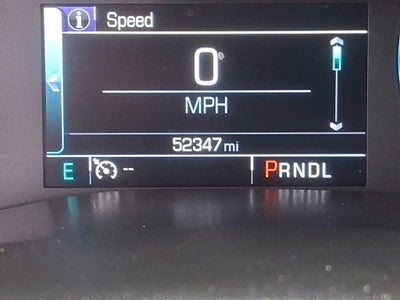 i Speed
0
MPH
52347 mi
E -- PRNDL